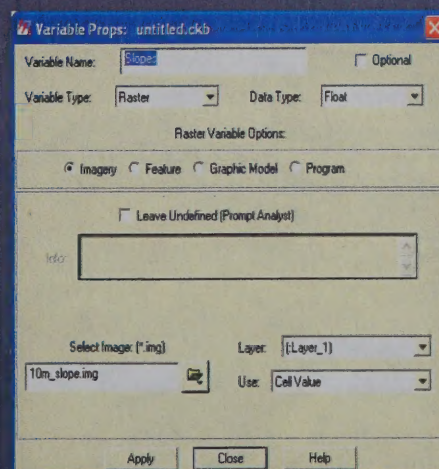 Variable Props: untitled.ckb
Variable Name: Slopes Optional
Variable Type: Raster Data Type: Float
Raster Variable Options:
Imagery Feature Graphic Model Program
Leave Undefined (Prompt Analyst)
Info:
Select Image: (*.img) Layer: (:Layer_1)
10m_slope.img Use: Cell Value
Apply Close Help